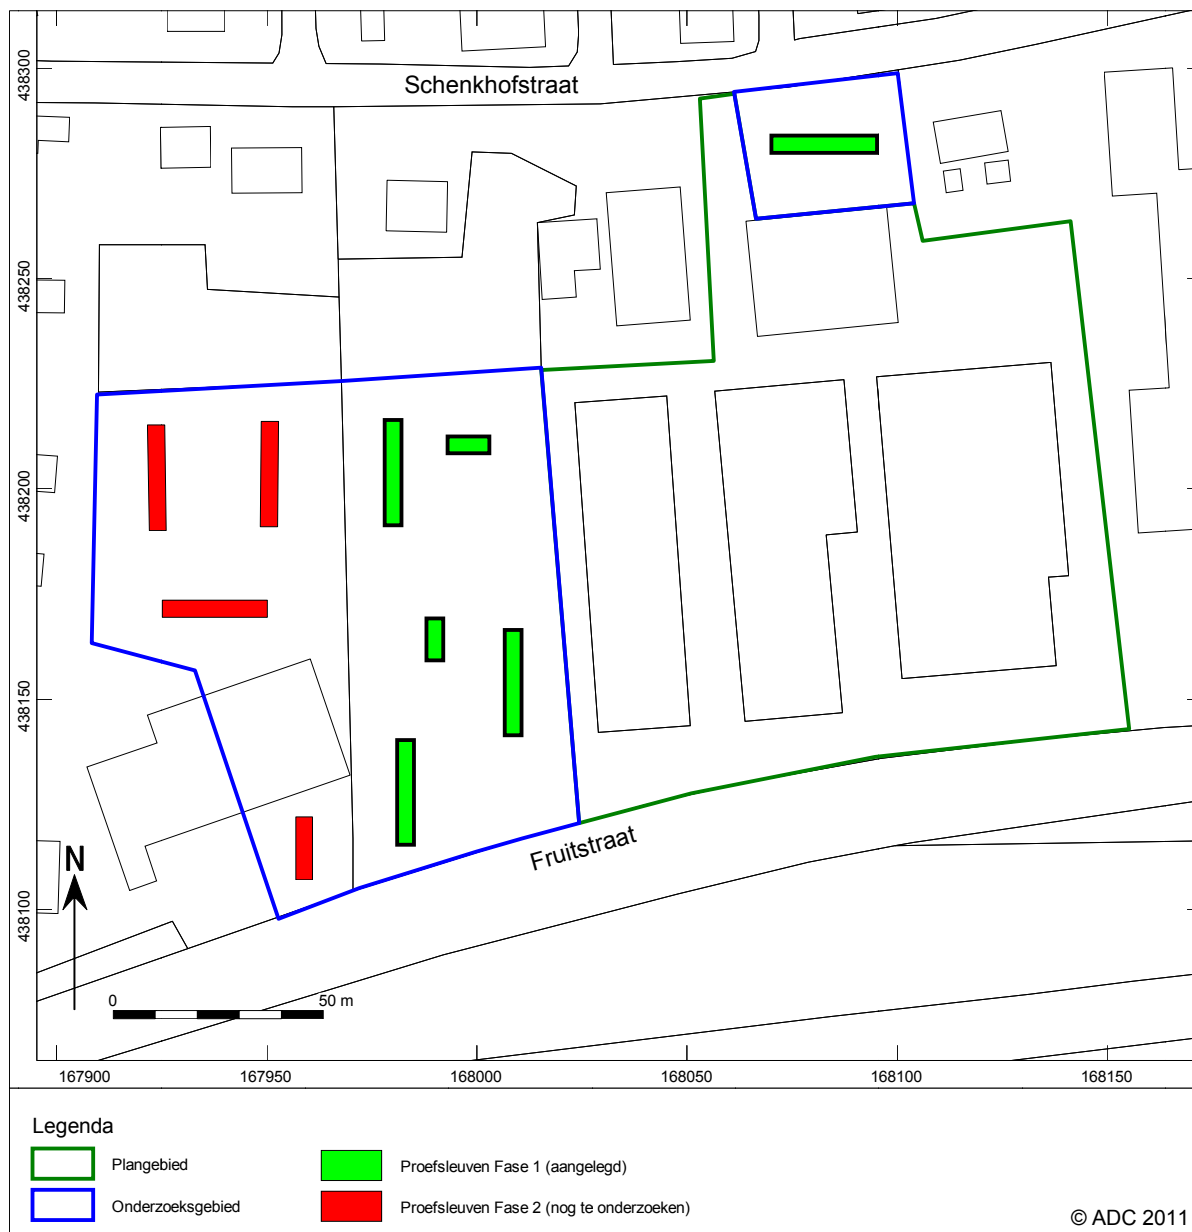 Schenkhofstraat
438300
438250
438200
438150
438100
Fruitstraat
N
0 50 m
167900 167950 168000 168050 168100 168150
Legenda
Plangebied
Onderzoeksgebied
Proefsleuven Fase 1 (aangelegd)
Proefsleuven Fase 2 (nog te onderzoeken)
© ADC 2011